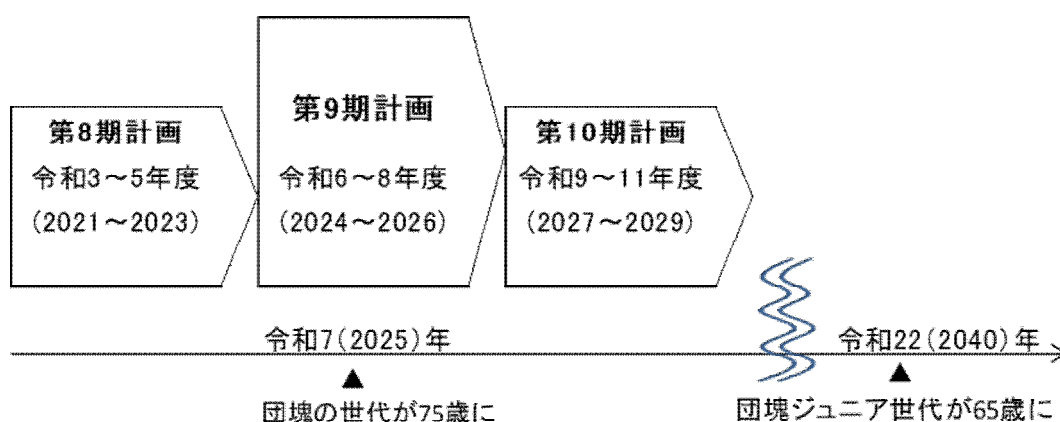 第8期計画
令和3～5年度
(2021～2023)
第9期計画
令和6～8年度
(2024～2026)
第10期計画
令和9～11年度
(2027～2029)
令和7(2025)年
団塊の世代が75歳に
令和22(2040)年
団塊ジュニア世代が65歳に